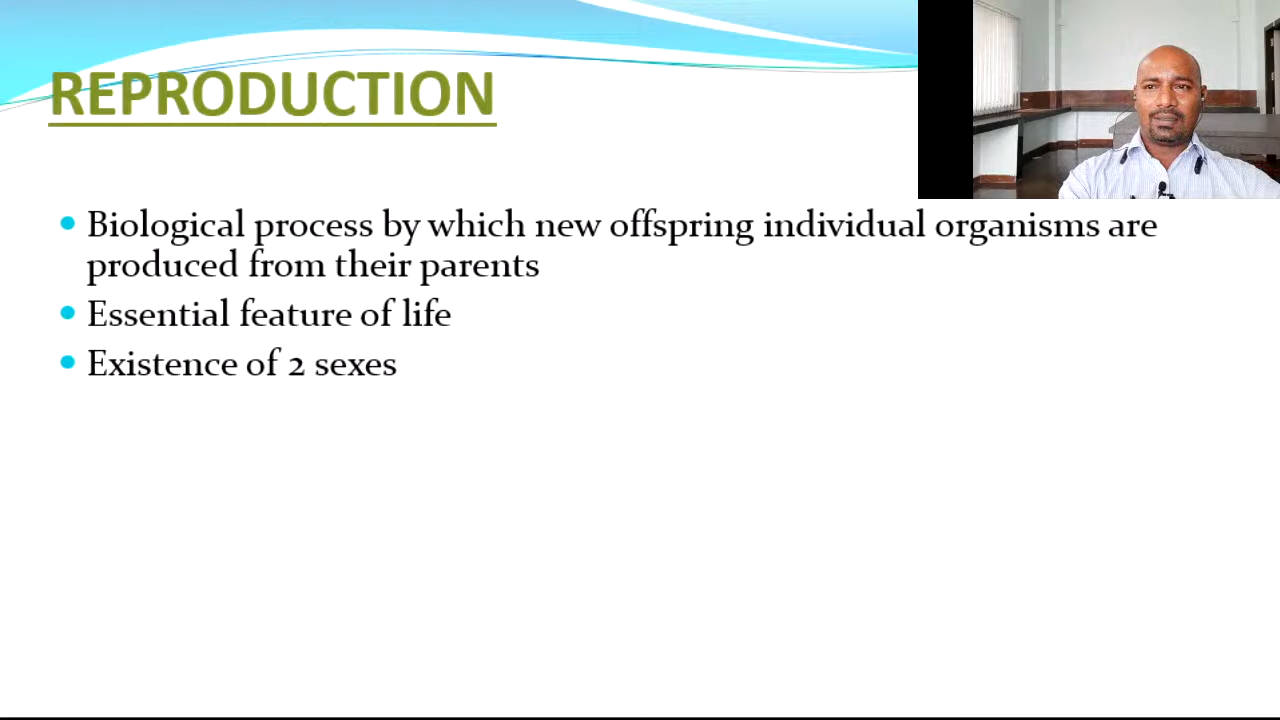 REPRODUCTION
• Biological process by which new offspring individual organisms are
produced from their parents
• Essential feature of life
• Existence of 2 sexes